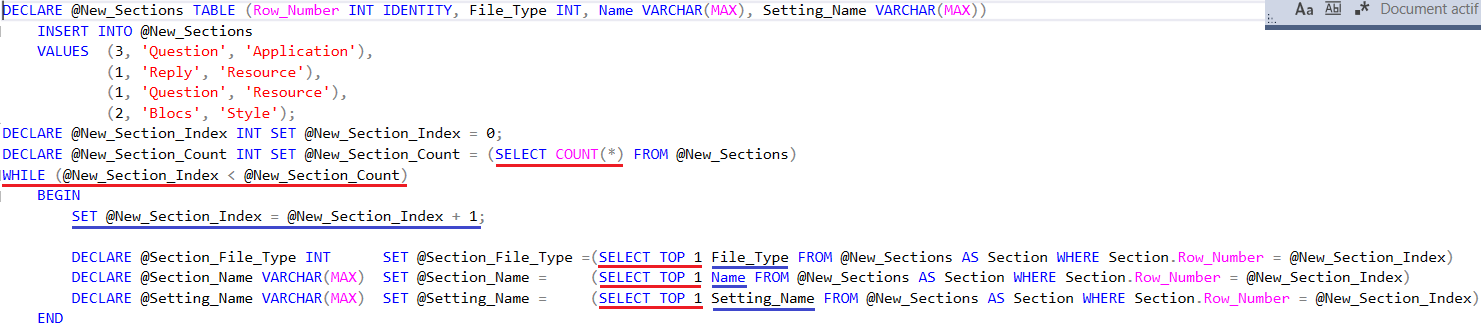 DECLARE @New_Sections TABLE (Row_Number INT IDENTITY, File_Type INT, Name VARCHAR(MAX), Setting_Name VARCHAR(MAX))
Aa Abl .* Document actif
INSERT INTO @New_Sections
VALUES (3, 'Question', 'Application'),
(1, 'Reply', 'Resource'),
(1, 'Question', 'Resource'),
(2, 'Blocs', 'Style');
DECLARE @New_Section_Index INT SET @New_Section_Index = 0;
DECLARE @New_Section_Count INT SET @New_Section_Count = (SELECT COUNT(*) FROM @New_Sections)
WHILE (@New_Section_Index < @New_Section_Count)
BEGIN
SET @New_Section_Index = @New_Section_Index + 1;
DECLARE @Section_File_Type INT SET @Section_File_Type =(SELECT TOP 1 File_Type FROM @New_Sections AS Section WHERE Section.Row_Number = @New_Section_Index)
DECLARE @Section_Name VARCHAR(MAX) SET @Section_Name = (SELECT TOP 1 Name FROM @New_Sections AS Section WHERE Section.Row_Number = @New_Section_Index)
DECLARE @Setting_Name VARCHAR(MAX) SET @Setting_Name = (SELECT TOP 1 Setting_Name FROM @New_Sections AS Section WHERE Section.Row_Number = @New_Section_Index)
END